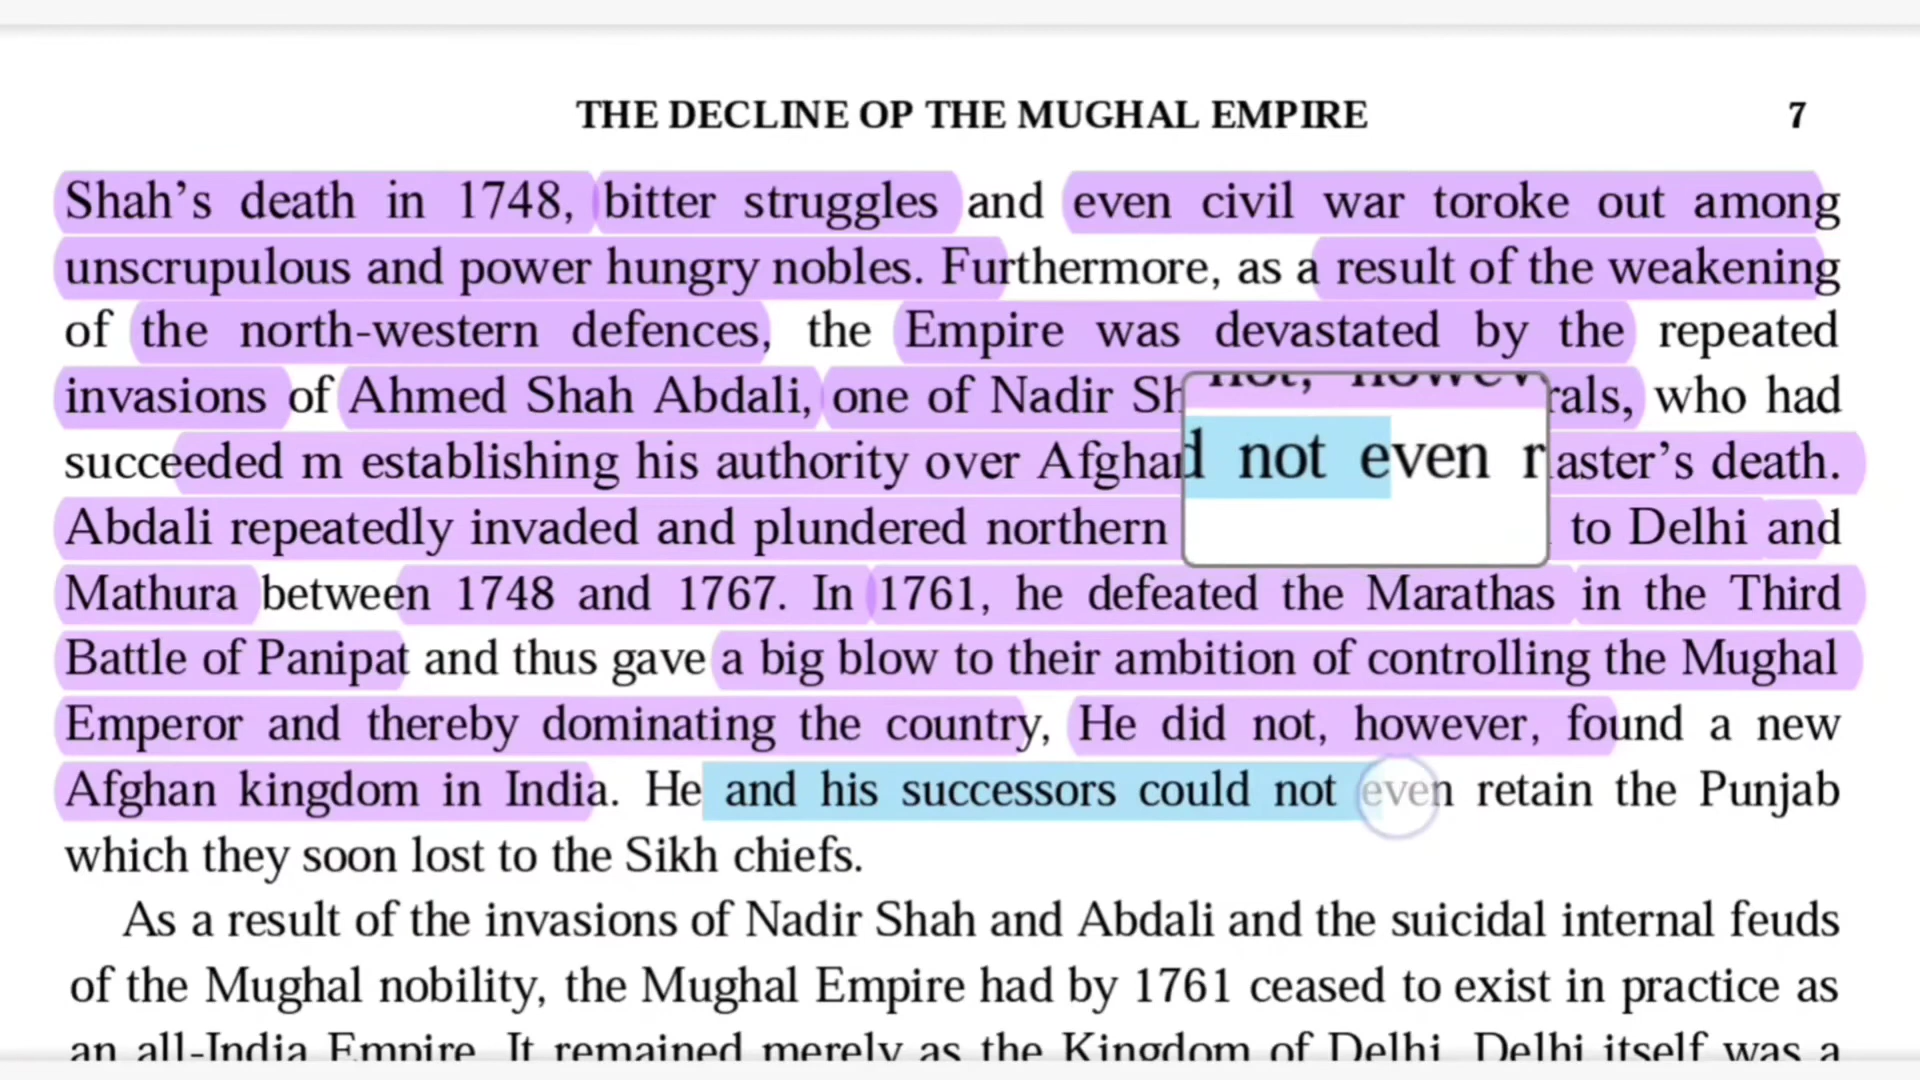 THE DECLINE OP THE MUGHAL EMPIRE 7
Shah's death in 1748, bitter struggles and even civil war toroke out among
unscrupulous and power hungry nobles. Furthermore, as a result of the weakening
of the north-western defences, the Empire was devastated by the repeated
invasions of Ahmed Shah Abdali, one of Nadir Sh rals, who had
not, howev
succeeded m establishing his authority over Afghan aster's death.
d not even r
Abdali repeatedly invaded and plundered northern to Delhi and
Mathura between 1748 and 1767. In 1761, he defeated the Marathas in the Third
Battle of Panipat and thus gave a big blow to their ambition of controlling the Mughal
Emperor and thereby dominating the country, He did not, however, found a new
Afghan kingdom in India. He and his successors could not even retain the Punjab
which they soon lost to the Sikh chiefs.
As a result of the invasions of Nadir Shah and Abdali and the suicidal internal feuds
of the Mughal nobility, the Mughal Empire had by 1761 ceased to exist in practice as
an all-India Empire. It remained merely as the Kingdom of Delhi. Delhi itself was a